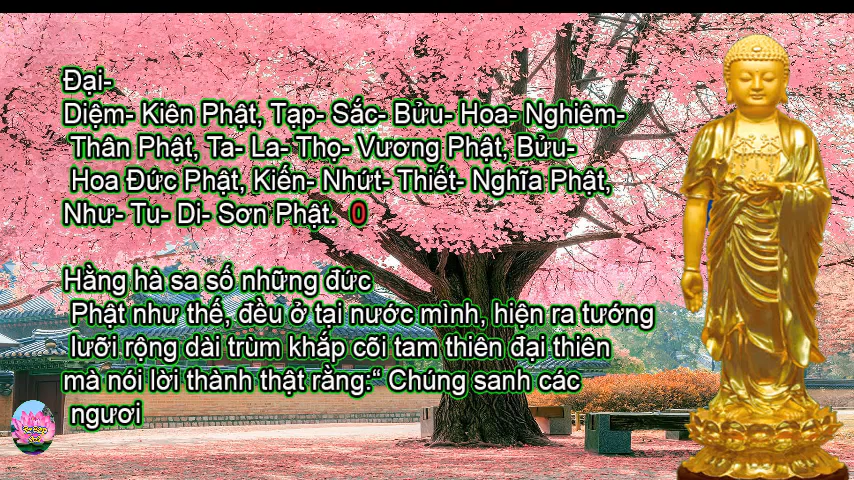 Đại-
Diệm- Kiên Phật, Tạp- Sắc- Bửu- Hoa- Nghiêm-
Thân Phật, Ta- La- Thọ- Vương Phật, Bửu-
Hoa Đức Phật, Kiến- Nhứt- Thiết- Nghĩa Phật,
Như- Tu- Di- Sơn Phật. 0
Hằng hà sa số những đức
Phật như thế, đều ở tại nước mình, hiện ra tướng
lưỡi rộng dài trùm khắp cõi tam thiên đại thiên
mà nói lời thành thật rằng:“ Chúng sanh các
ngươi